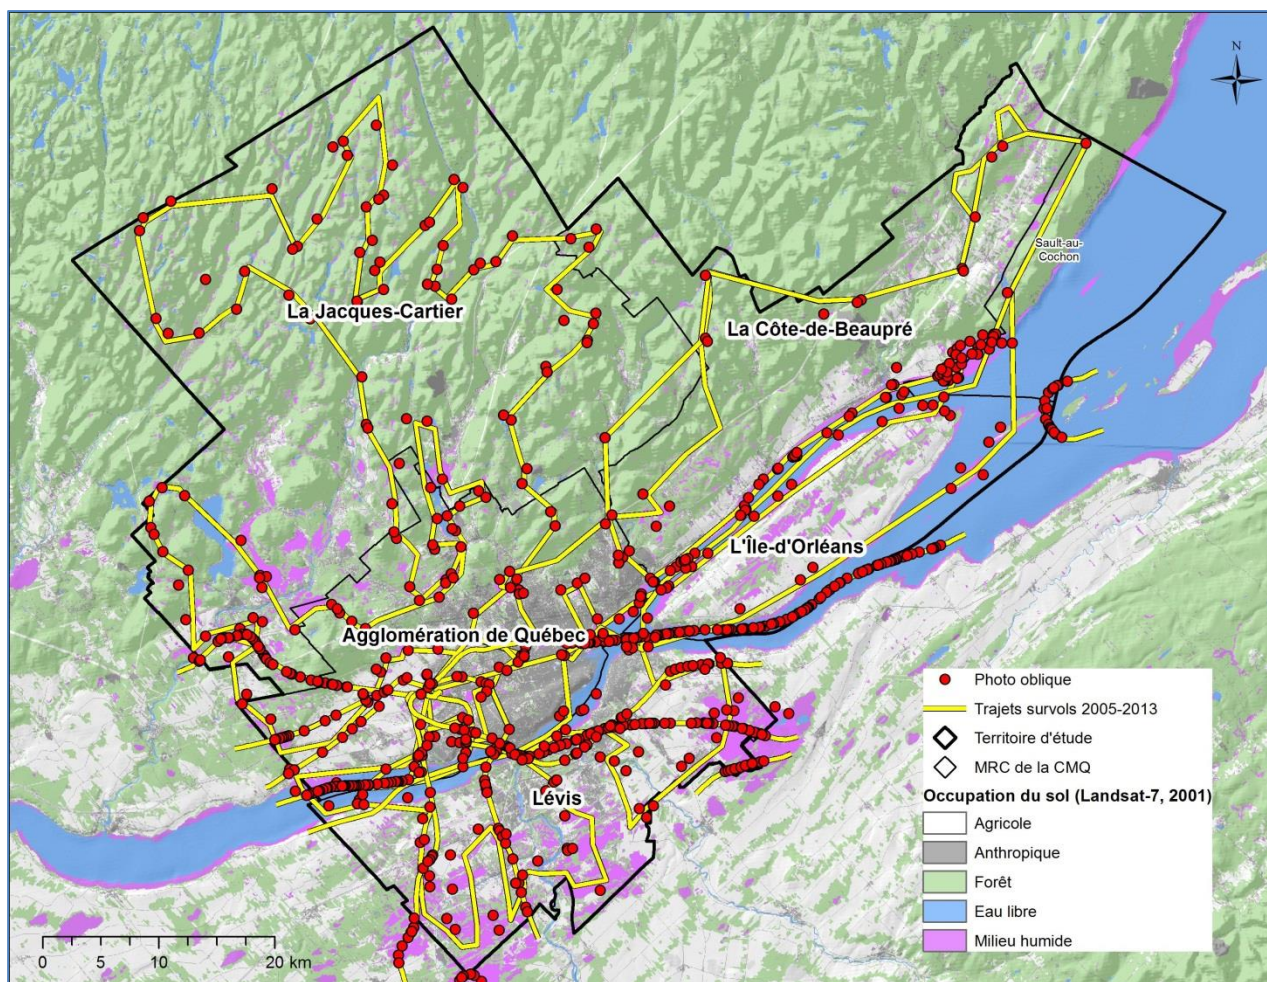 N
Sault-au-
Cochon
La Jacques-Cartier
La Côte-de-Beaupré
L'Île-d'Orléans
Agglomération de Québec
Lévis
Photo oblique
Trajets survols 2005-2013
Territoire d'étude
MRC de la CMQ
Occupation du sol (Landsat-7, 2001)
Agricole
Anthropique
Forêt
Eau libre
Milieu humide
0 5 10 20 km